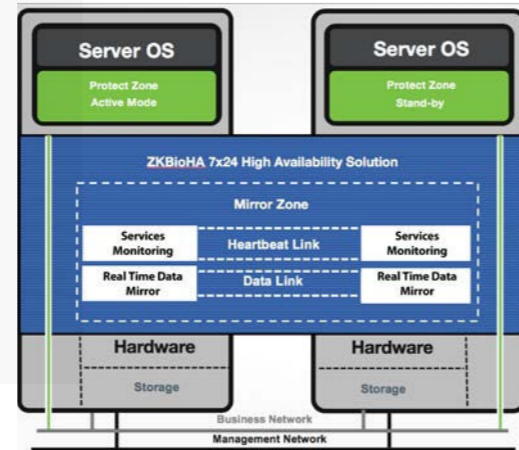 Server OS
Server OS
Protect Zone
Active Mode
Protect Zone
Stand-by
ZKBioHA 7x24 High Availability Solution
Mirror Zone
Services
Monitoring
Heartbeat Link
Services
Monitoring
Real Time Data
Mirror
Data Link
Real Time Data
Mirror
Hardware
Hardware
Storage
Storage
Business Network
Management Network